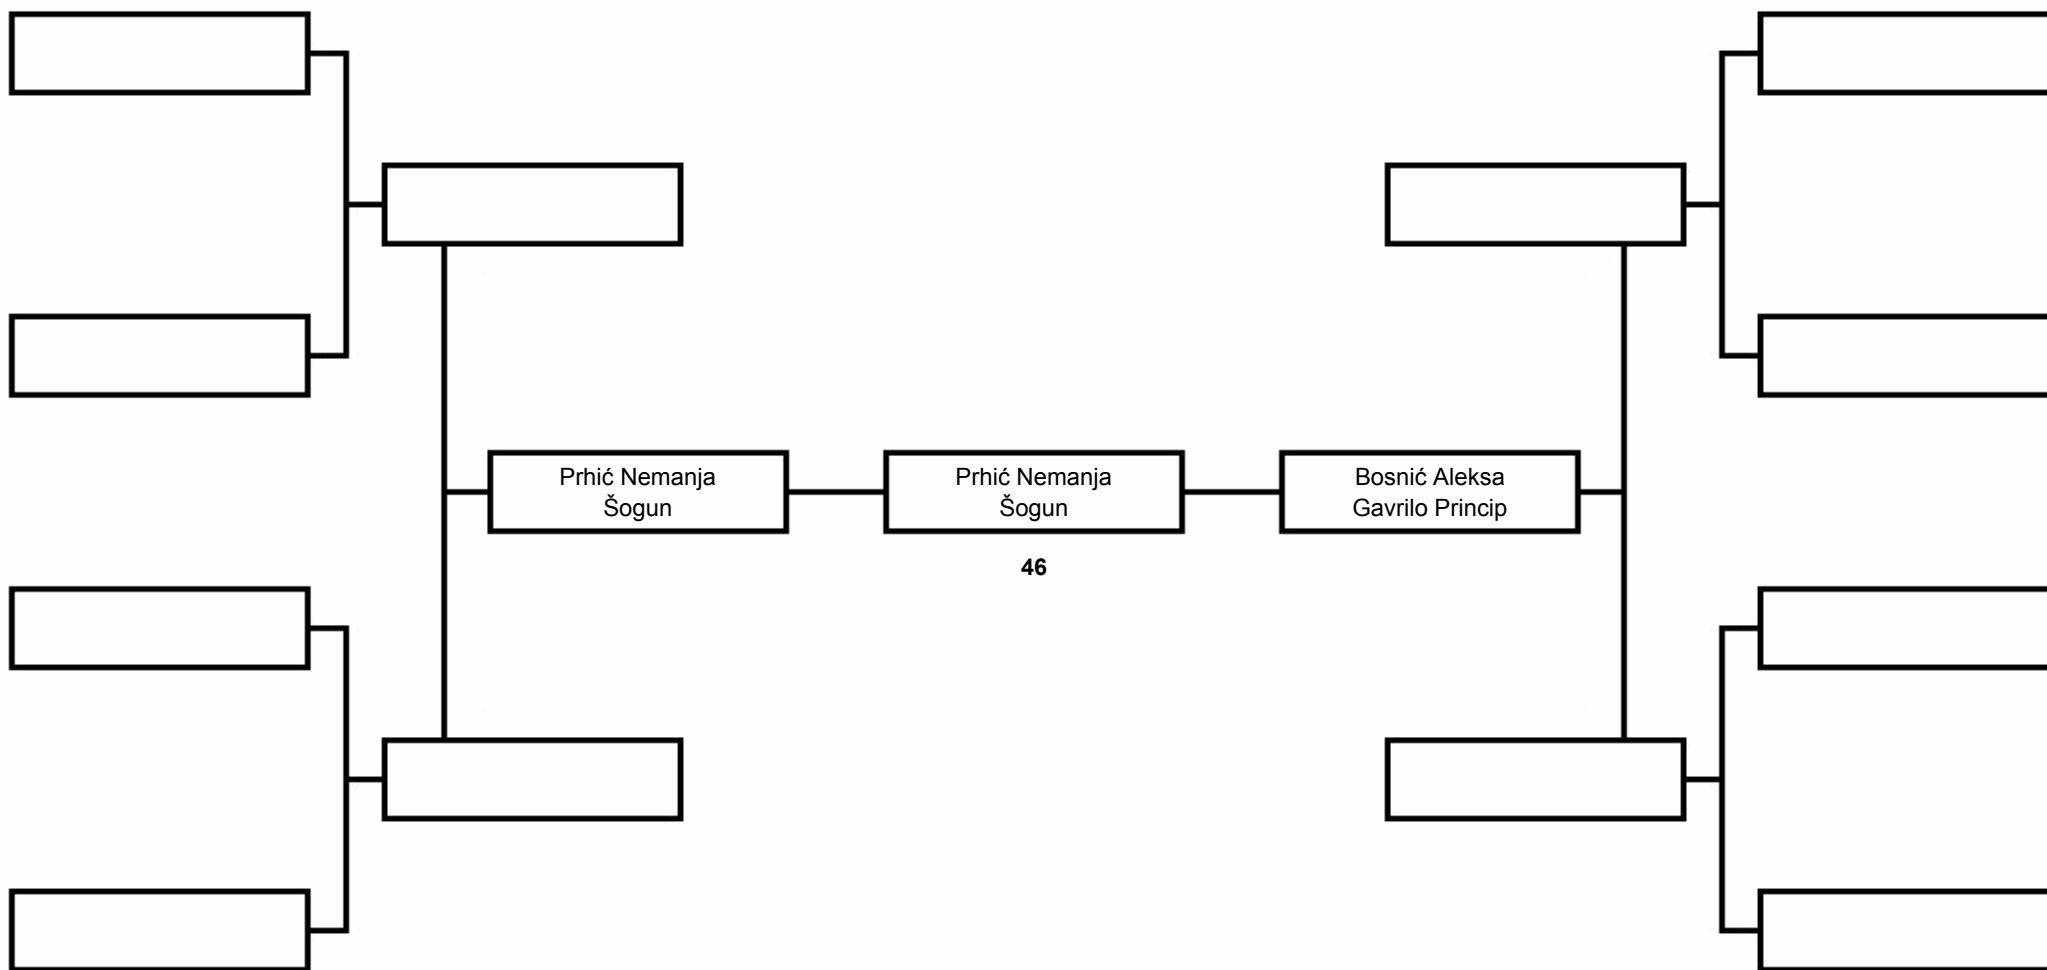 Prhić Nemanja
Šogun
Prhić Nemanja
Šogun
Bosnić Aleksa
Gavrilo Princip
46